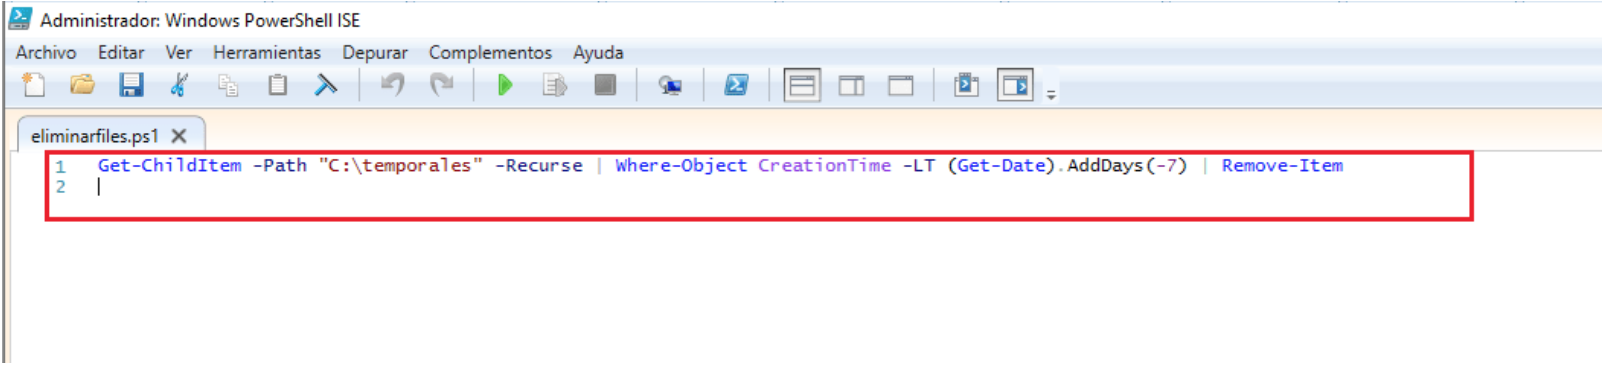 Administrador: Windows PowerShell ISE
Archivo Editar Ver Herramientas Depurar Complementos Ayuda
eliminarfiles.ps1
1 Get-ChildItem -Path "C:\temporales" -Recurse | Where-Object CreationTime -LT (Get-Date).AddDays(-7) | Remove-Item
2